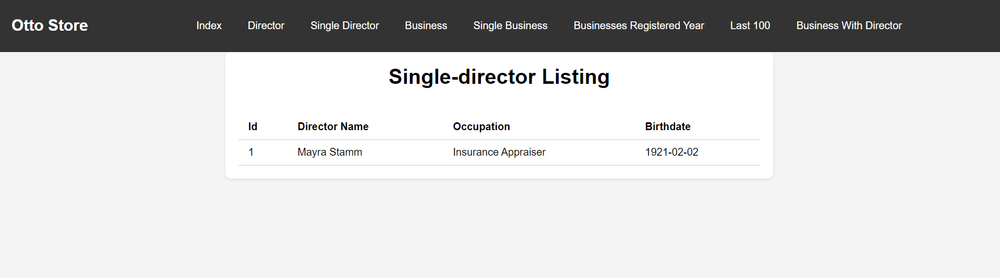 Otto Store Index Director Single Director Business Single Business Businesses Registered Year Last 100 Business With Director
Single-director Listing
Id Director Name Occupation Birthdate
1 Mayra Stamm Insurance Appraiser 1921-02-02